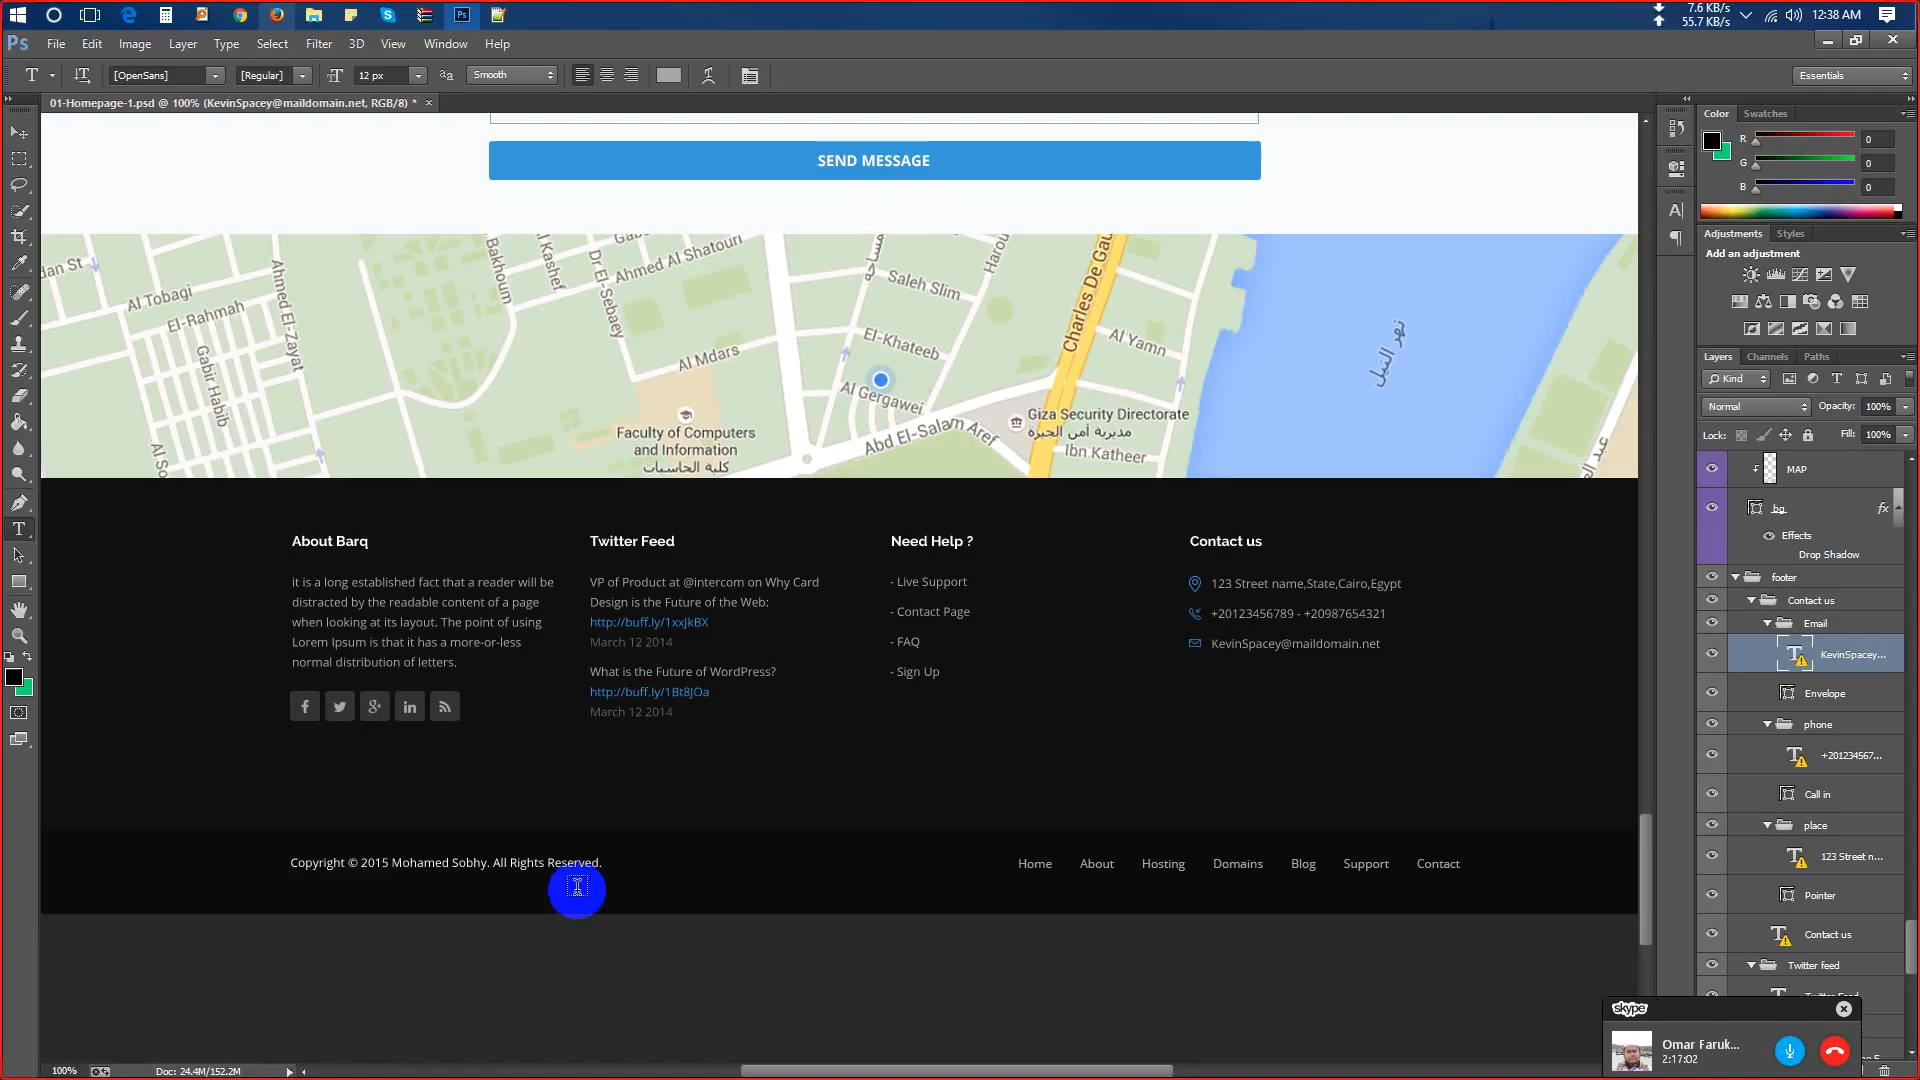 7.6 KB/s
55.7 KB/s
12:38 AM
Ps
File Edit Image Layer Type Select Filter 3D View Window Help
[OpenSans] [Regular] 12 px Smooth Essentials
01-Homepage-1.psd @ 100% (KevinSpacey@maildomain.net, RGB/8) *
SEND MESSAGE
dan St
Al Tobagi
El-Rahmah
Gabir Habib
Ahmed El-Zayat
Al So
Bakhoum
Al Kashef
Dr El-Sebaey
Ahmed Al Shatouri
Al Mdars
Saleh Slim
Harou
El-Khateeb
Al Gergawei
Abd El-Salam Aref
Charles De Gau
Al Yamn
Giza Security Directorate
مديرية أمن الجيزة
Ibn Katheer
Faculty of Computers
and Information
كلية الحاسبات
نهر النيل
About Barq
it is a long established fact that a reader will be
distracted by the readable content of a page
when looking at its layout. The point of using
Lorem Ipsum is that it has a more-or-less
normal distribution of letters.
Twitter Feed
VP of Product at @intercom on Why Card
Design is the Future of the Web:
http://buff.ly/1xxJkBX
March 12 2014
What is the Future of WordPress?
http://buff.ly/1Bt8JOa
March 12 2014
Need Help ?
- Live Support
- Contact Page
- FAQ
- Sign Up
Contact us
123 Street name,State,Cairo,Egypt
+20123456789 - +20987654321
KevinSpacey@maildomain.net
Copyright © 2015 Mohamed Sobhy. All Rights Reserved.
Home About Hosting Domains Blog Support Contact
100% Doc: 24.4M/152.2M
Color Swatches
R 0
G 0
B 0
Adjustments Styles
Add an adjustment
Layers Channels Paths
Kind
Normal Opacity: 100%
Lock: Fill: 100%
MAP
bg fx
Effects
Drop Shadow
footer
Contact us
Email
KevinSpacey...
Envelope
phone
+201234567...
Call in
place
123 Street n...
Pointer
Contact us
Twitter feed
skype
Omar Faruk...
2:17:02